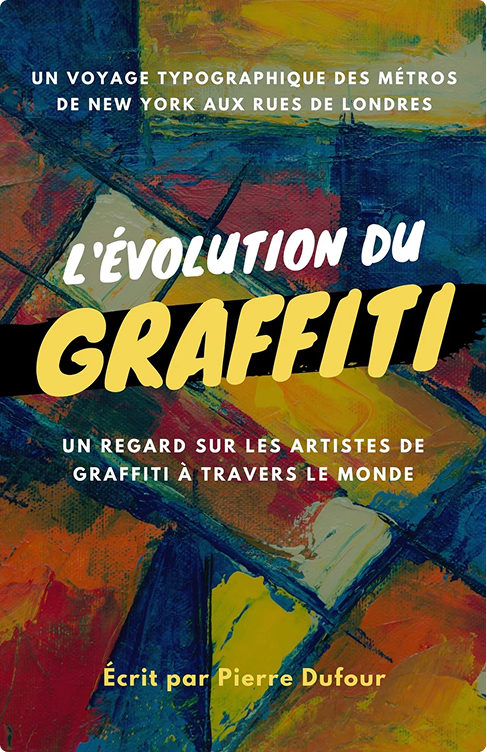 UN VOYAGE TYPOGRAPHIQUE DES MÉTROS
DE NEW YORK AUX RUES DE LONDRES
L'ÉVOLUTION DU
GRAFFITI
UN REGARD SUR LES ARTISTES DE
GRAFFITI À TRAVERS LE MONDE
Écrit par Pierre Dufour